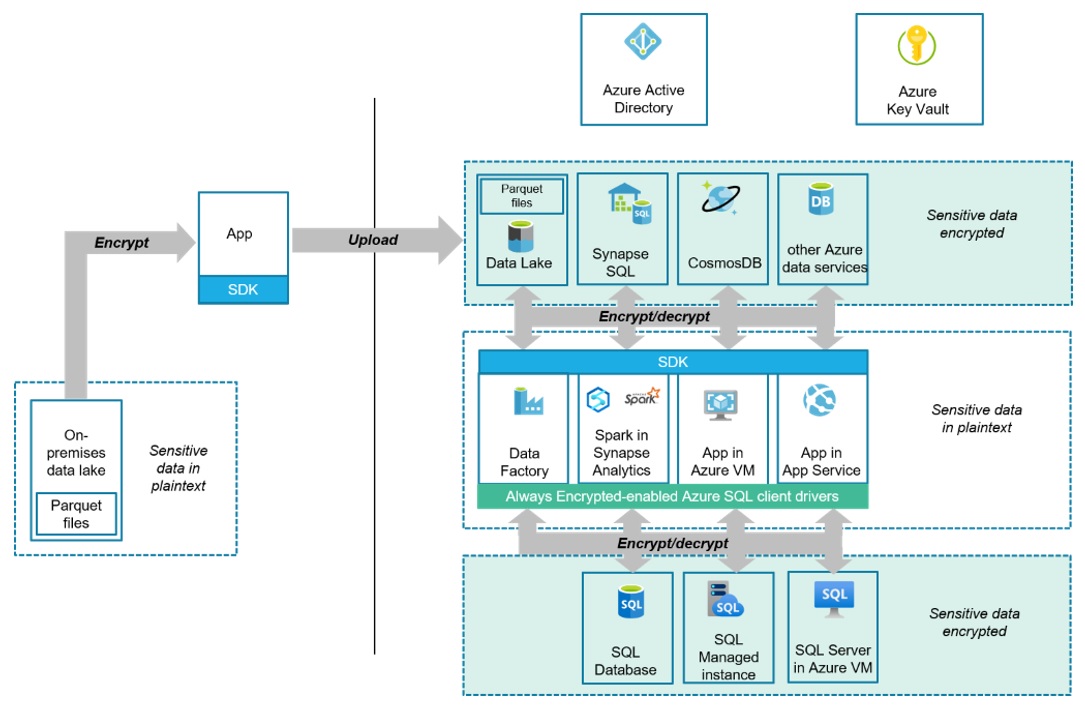 Azure Active
Directory
Azure
Key Vault
Encrypt
App
SDK
Upload
Parquet
files
Data Lake
SQL
Synapse
SQL
CosmosDB
DB
other Azure
data services
Sensitive data
encrypted
Encrypt/decrypt
SDK
Data
Factory
Spark
Spark in
Synapse
Analytics
App in
Azure VM
App in
App Service
Always Encrypted-enabled Azure SQL client drivers
Sensitive data
in plaintext
On-
premises
data lake
Parquet
files
Sensitive
data in
plaintext
Encrypt/decrypt
SQL
SQL
Database
SQL
SQL
Managed
instance
SQL
SQL Server
in Azure VM
Sensitive data
encrypted